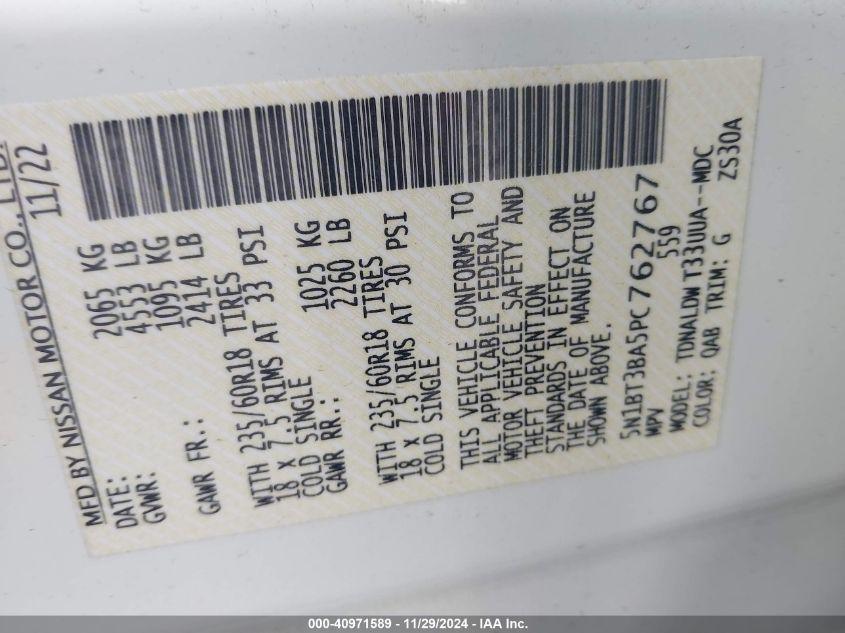 MFD BY NISSAN MOTOR CO., LTD.
DATE: 11/22
GVWR: 2065 KG
4553 LB
GAWR FR.: 1095 KG
2414 LB
WITH 235/60R18 TIRES
18 X 7.5 RIMS AT 33 PSI
COLD SINGLE
GAWR RR.: 1025 KG
2260 LB
WITH 235/60R18 TIRES
18 X 7.5 RIMS AT 30 PSI
COLD SINGLE
THIS VEHICLE CONFORMS TO
ALL APPLICABLE FEDERAL
MOTOR VEHICLE SAFETY AND
THEFT PREVENTION
STANDARDS IN EFFECT ON
THE DATE OF MANUFACTURE
SHOWN ABOVE.
5N1BT3BA5PC762767
MPV 559
MODEL: TDNALDW T33UUA--MDC
COLOR: QAB TRIM: G ZS30A
000-40971589 - 11/29/2024 - IAA Inc.